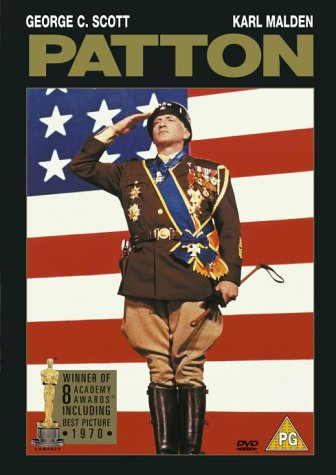 GEORGE C. SCOTT KARL MALDEN
PATTON
WINNER OF
8 ACADEMY
AWARDS®
INCLUDING
BEST PICTURE
- 1970 -
PG
DVD